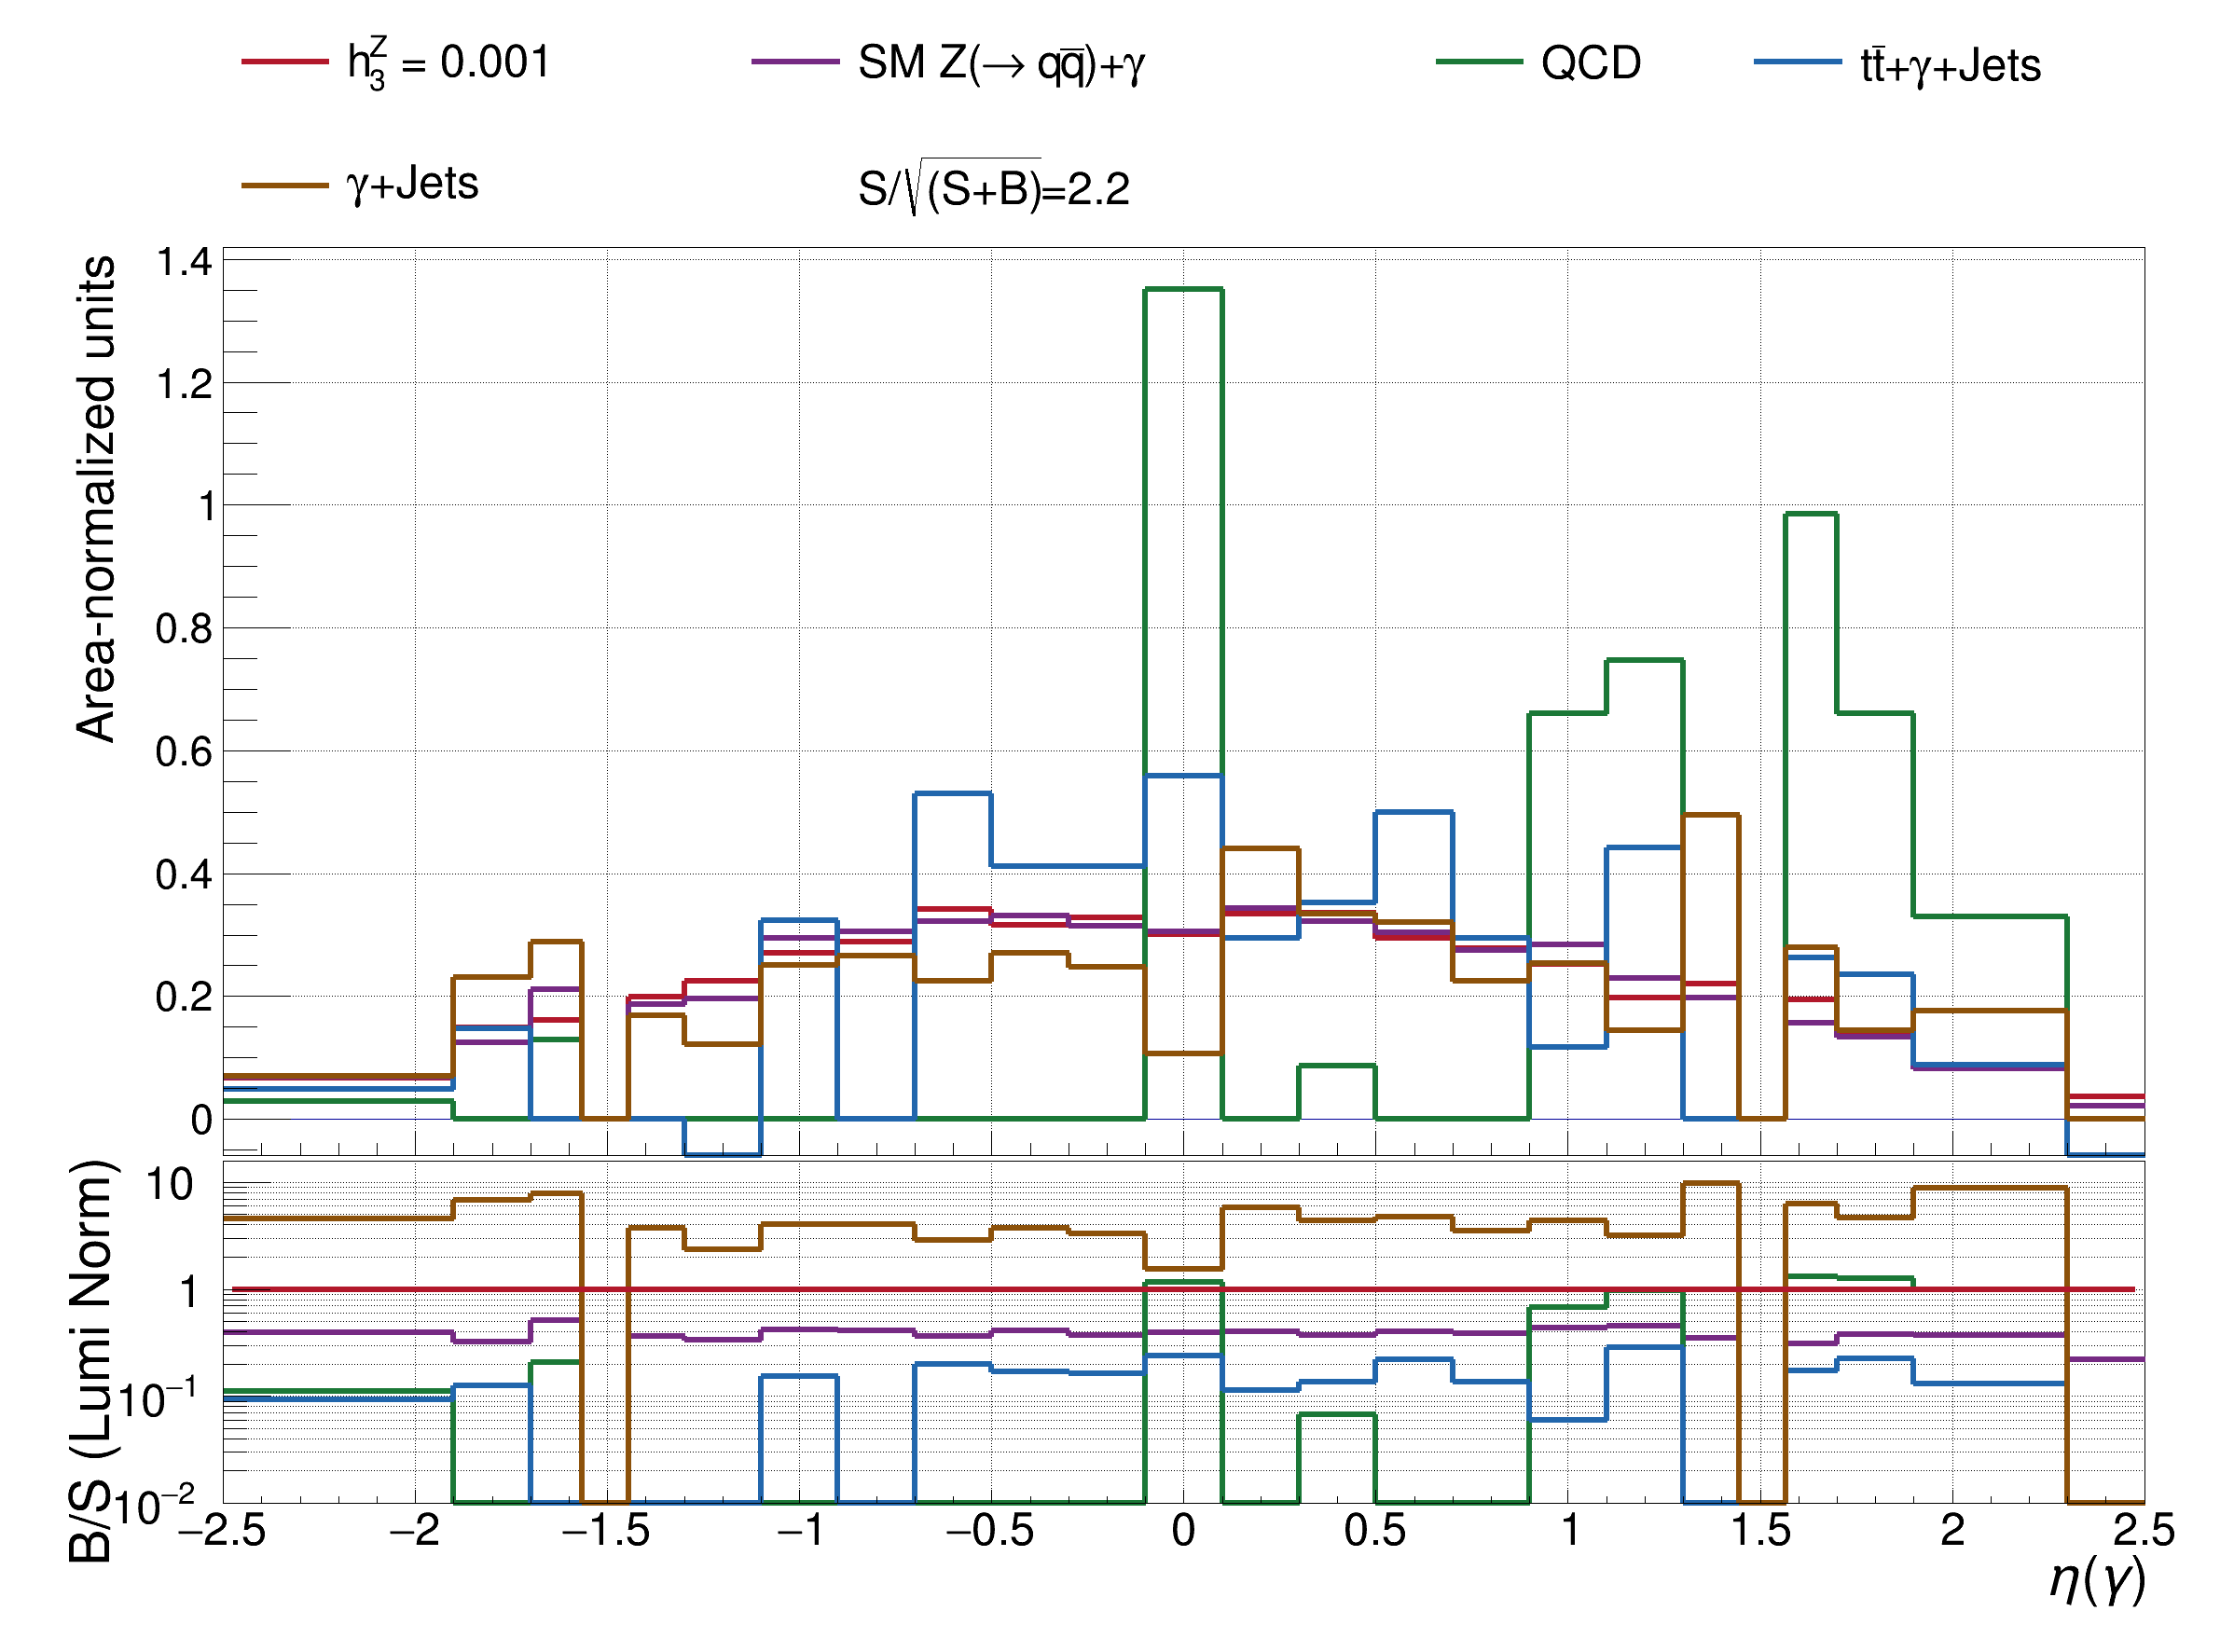 h₃ᶻ = 0.001 SM Z(→ qq̅)+γ QCD tt̄+γ+Jets
γ+Jets S/√(S+B)=2.2
Area-normalized units
1.4
1.2
1
0.8
0.6
0.4
0.2
0
B/S (Lumi Norm)
10
1
10⁻¹
10⁻²
−2.5 −2 −1.5 −1 −0.5 0 0.5 1 1.5 2 2.5
η(γ)